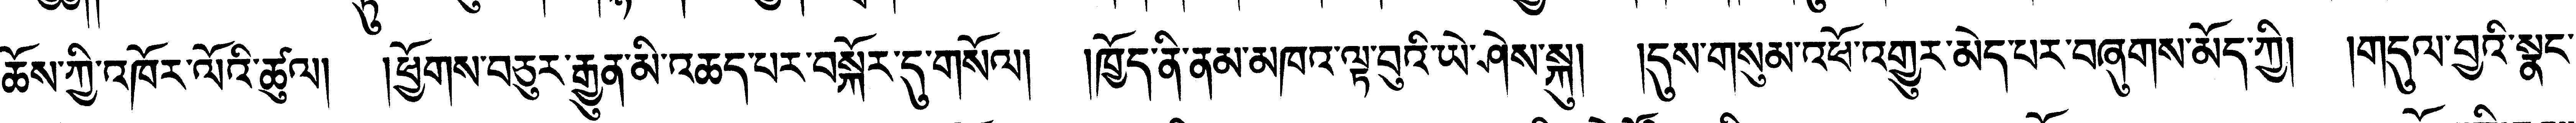 ཆོས་ཀྱི་འཁོར་ལོའི་ཚུལ། །ཕྱོགས་བཅུར་རྒྱུན་མི་འཆད་པར་བསྐོར་དུ་གསོལ། །ཁྱོད་ནི་ནམ་མཁའ་ལྟ་བུའི་ཡེ་ཤེས་སྐུ། །དུས་གསུམ་འཕོ་འགྱུར་མེད་པར་བཞུགས་མོད་ཀྱི། །གདུལ་བྱའི་སྣང་